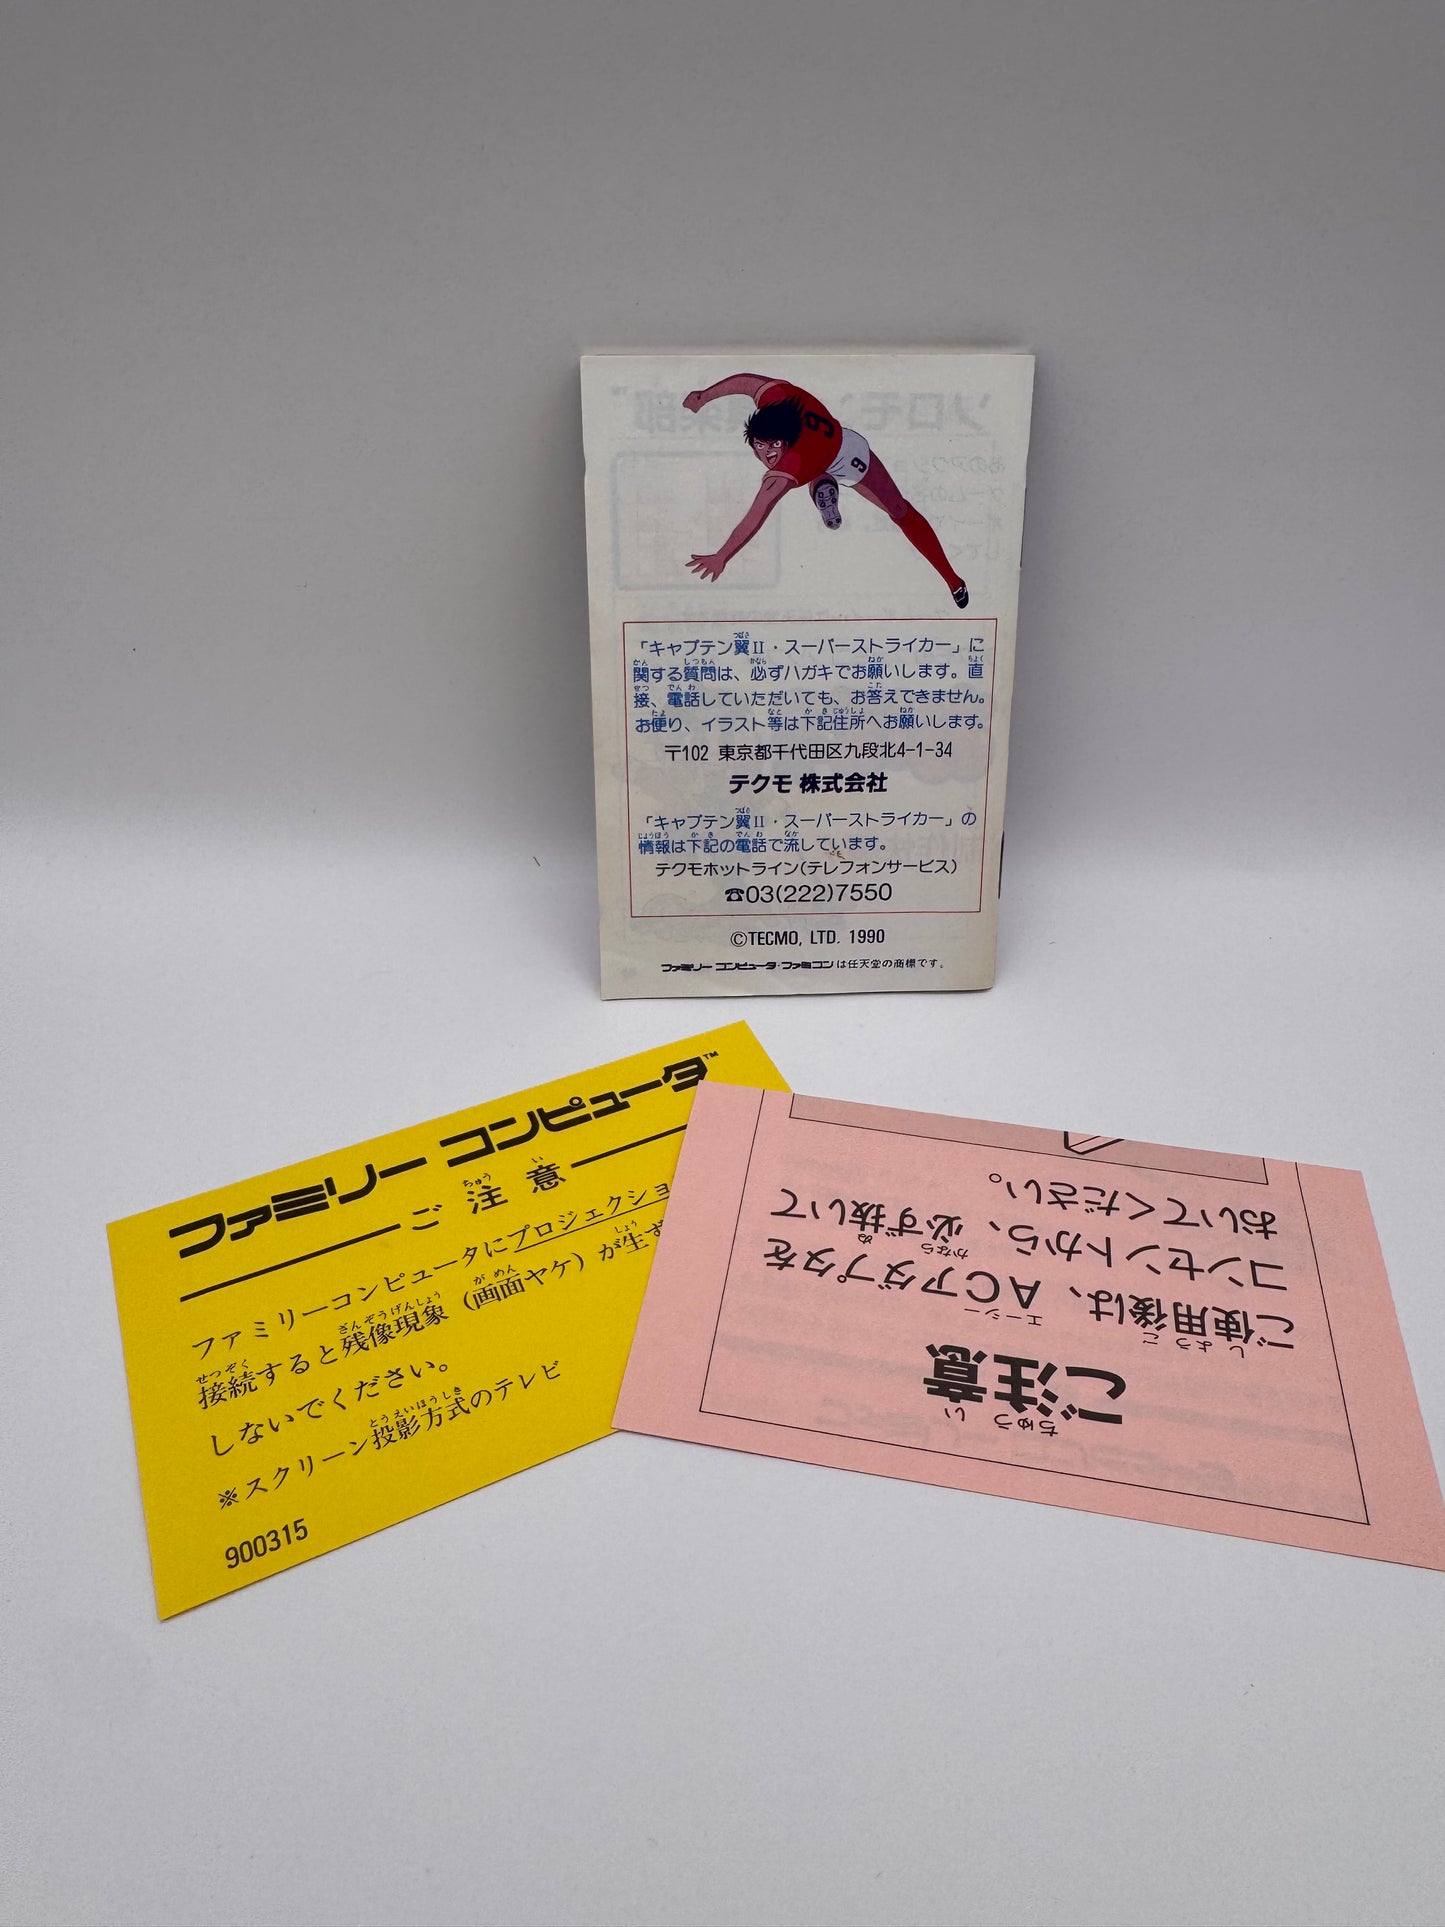 9
9
「キャプテン翼II・スーパーストライカー」に
関する質問は、必ずハガキでお願いします。直
接、電話していただいても、お答えできません。
お便り、イラスト等は下記住所へお願いします。
〒102 東京都千代田区九段北4-1-34
テクモ 株式会社
「キャプテン翼II・スーパーストライカー」の
情報は下記の電話で流しています。
テクモホットライン(テレフォンサービス)
☎03(222)7550
©TECMO, LTD. 1990
ファミリーコンピュータ・ファミコンは任天堂の商標です。
ファミリー コンピュータ™
ご注意
ファミリーコンピュータにプロジェクショ
接続すると残像現象(画面ヤケ)が生ず
しないでください。
※スクリーン投影方式のテレビ
900315
ご注意
ご使用後は、ACアダプタを
コンセントから、必ず抜いて
おいてください。